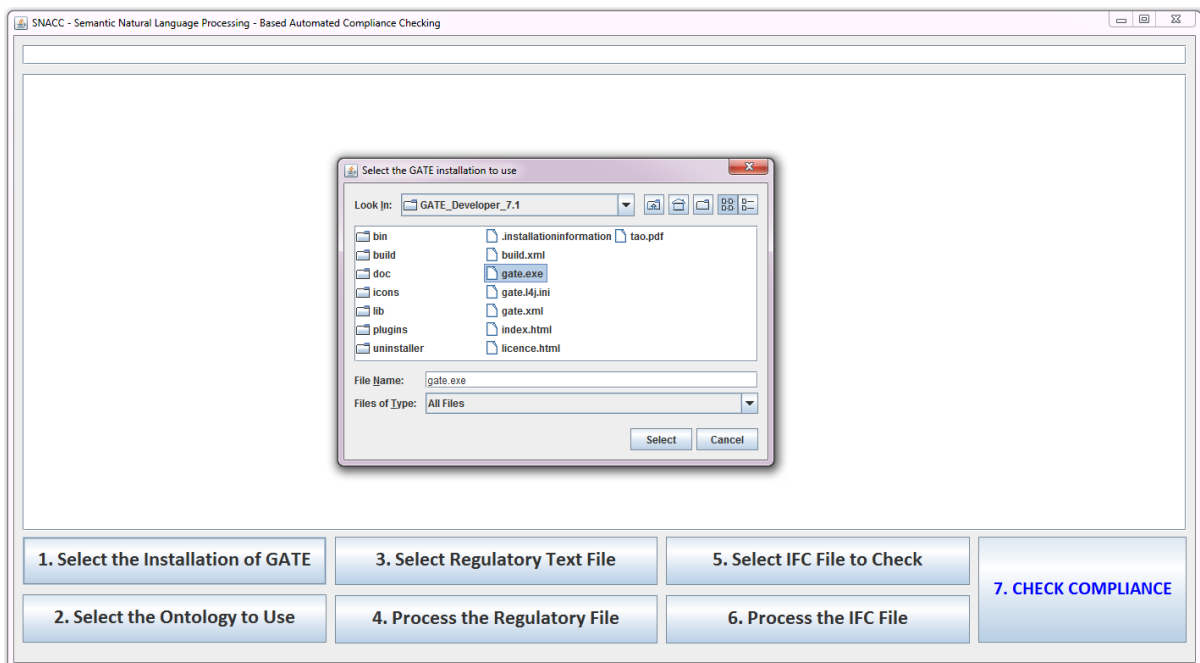 SNACC - Semantic Natural Language Processing - Based Automated Compliance Checking
Select the GATE installation to use
Look In: GATE_Developer_7.1
bin .installationinformation tao.pdf
build build.xml
doc gate.exe
icons gate.l4j.ini
lib gate.xml
plugins index.html
uninstaller licence.html
File Name: gate.exe
Files of Type: All Files
Select Cancel
1. Select the Installation of GATE 3. Select Regulatory Text File 5. Select IFC File to Check
7. CHECK COMPLIANCE
2. Select the Ontology to Use 4. Process the Regulatory File 6. Process the IFC File